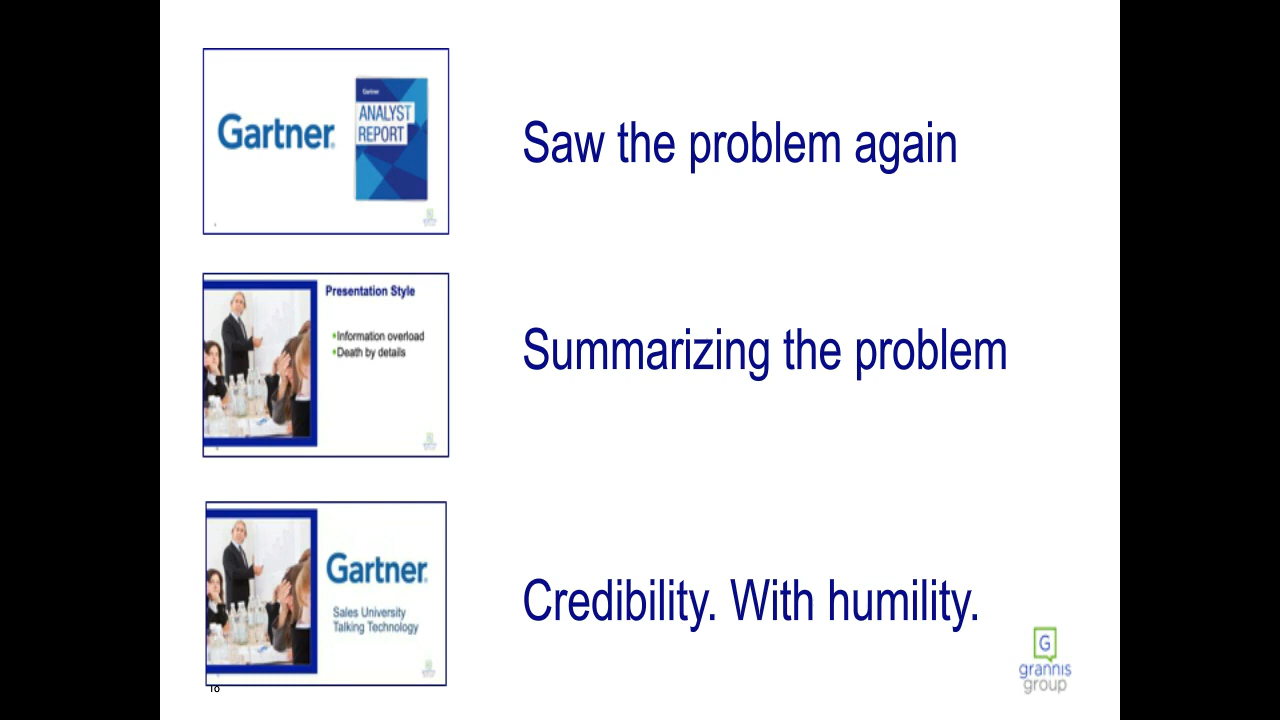 Gartner
ANALYST
REPORT
Gartner.
Saw the problem again
Presentation Style
Information overload
Death by details
Summarizing the problem
Gartner.
Sales University
Talking Technology
Credibility. With humility.
G
grannis
group